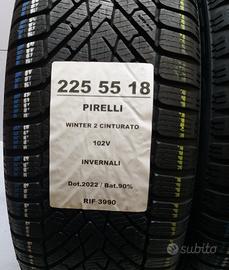 225 55 18
PIRELLI
WINTER 2 CINTURATO
102V
INVERNALI
Dot.2022 / Bat.90%
RIF 3990
subito